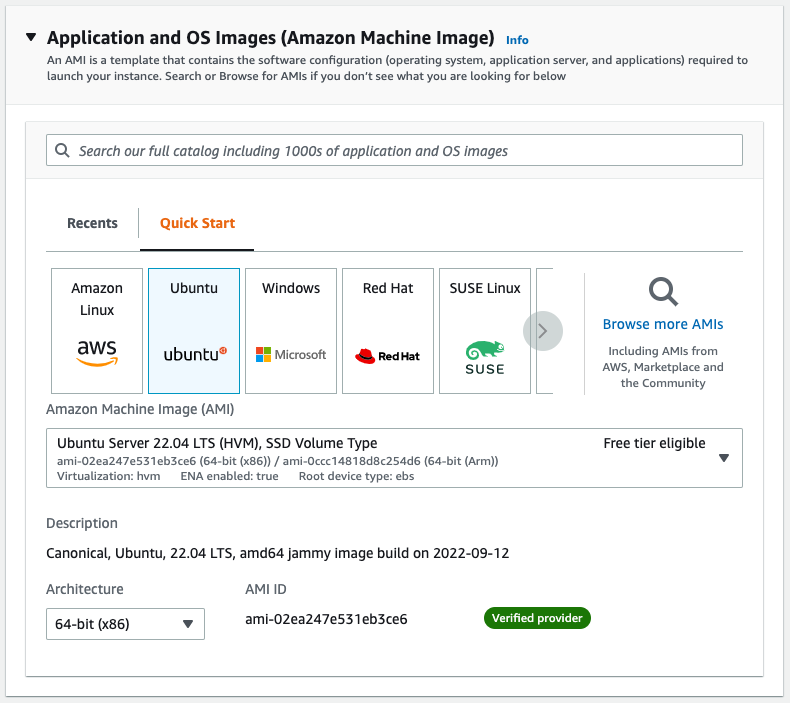 Application and OS Images (Amazon Machine Image) Info
An AMI is a template that contains the software configuration (operating system, application server, and applications) required to
launch your instance. Search or Browse for AMIs if you don’t see what you are looking for below
Search our full catalog including 1000s of application and OS images
Recents
Quick Start
Amazon
Linux
aws
Ubuntu
ubuntu
Windows
Microsoft
Red Hat
Red Hat
SUSE Linux
SUSE
Browse more AMIs
Including AMIs from
AWS, Marketplace and
the Community
Amazon Machine Image (AMI)
Ubuntu Server 22.04 LTS (HVM), SSD Volume Type
Free tier eligible
ami-02ea247e531eb3ce6 (64-bit (x86)) / ami-0ccc14818d8c254d6 (64-bit (Arm))
Virtualization: hvm ENA enabled: true Root device type: ebs
Description
Canonical, Ubuntu, 22.04 LTS, amd64 jammy image build on 2022-09-12
Architecture
64-bit (x86)
AMI ID
ami-02ea247e531eb3ce6
Verified provider